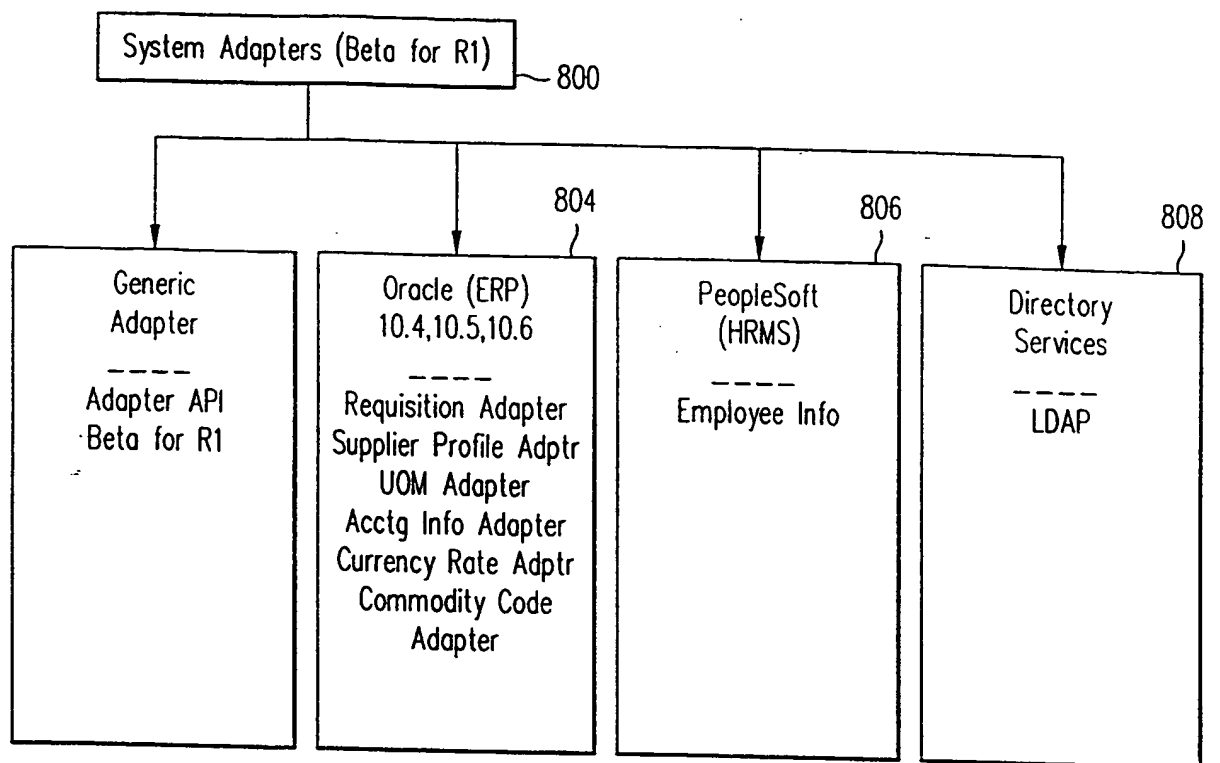 System Adapters (Beta for R1)
800
804
806
808
Generic
Adapter
Adapter API
Beta for R1
Oracle (ERP)
10.4,10.5,10.6
Requisition Adapter
Supplier Profile Adptr
UOM Adapter
Acctg Info Adapter
Currency Rate Adptr
Commodity Code
Adapter
PeopleSoft
(HRMS)
Employee Info
Directory
Services
LDAP